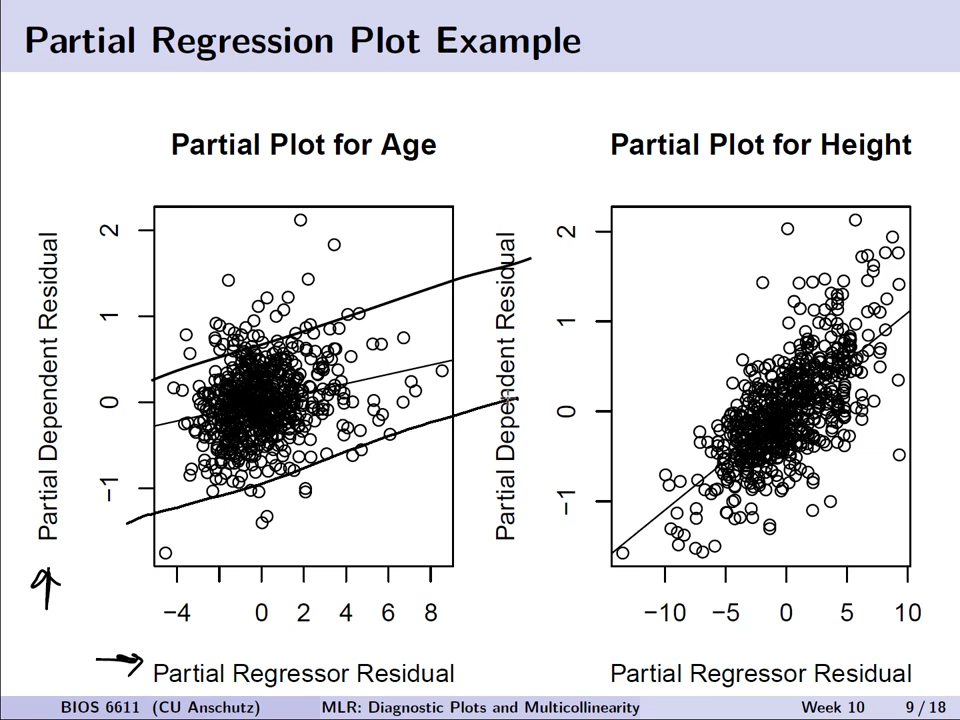 Partial Regression Plot Example
Partial Plot for Age
Partial Dependent Residual
2
1
0
−1
−4
0
2
4
6
8
Partial Regressor Residual
Partial Plot for Height
Partial Dependent Residual
2
1
0
−1
−10
−5
0
5
10
Partial Regressor Residual
BIOS 6611 (CU Anschutz)
MLR: Diagnostic Plots and Multicollinearity
Week 10
9 / 18